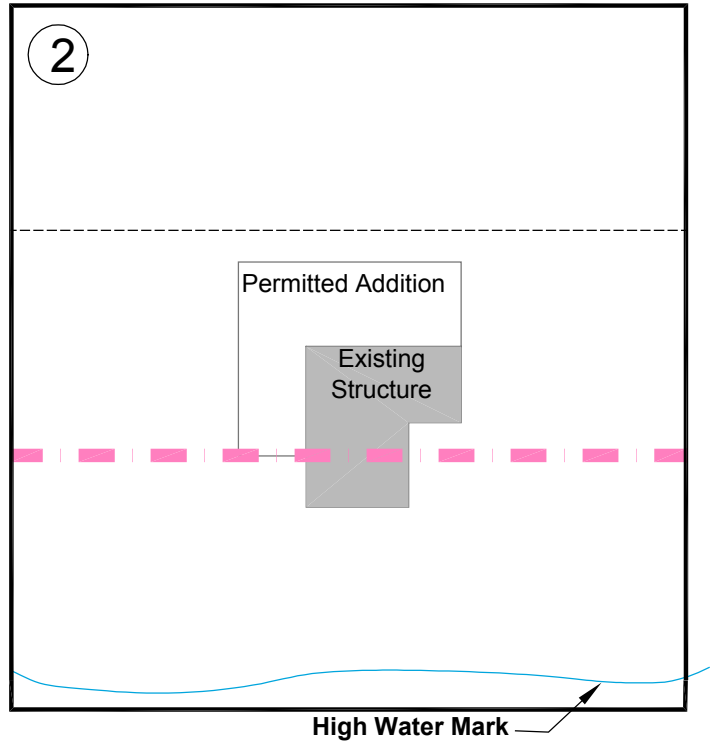 2
Permitted Addition
Existing
Structure
High Water Mark